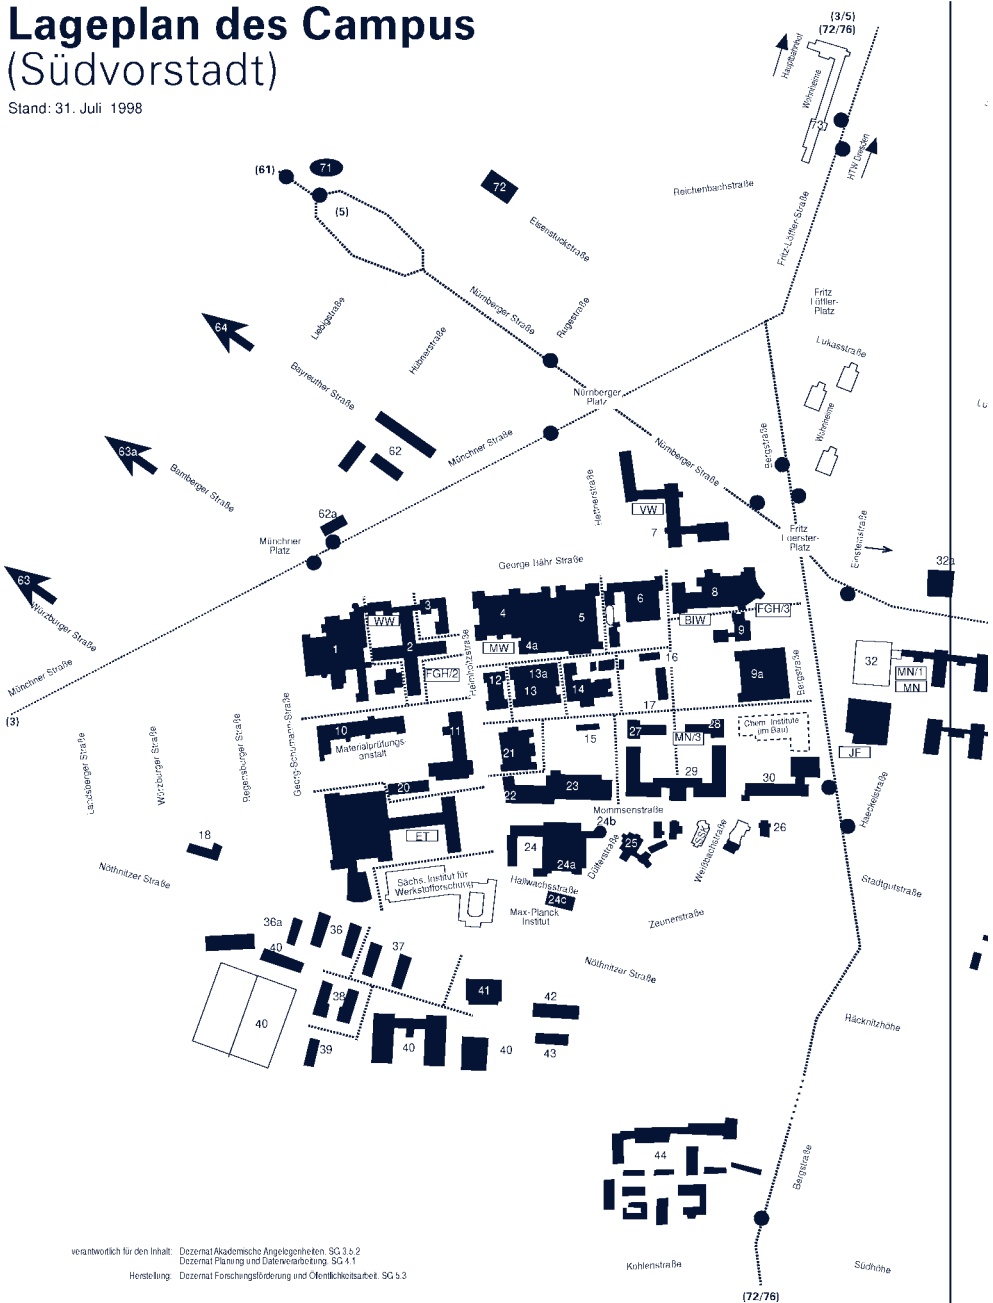 Lageplan des Campus
(Südvorstadt)
Stand: 31. Juli 1998
(3/5)
(72/76)
Hauptbahnhof
Wohnheime
73
HTW Dresden
(61)
71
(5)
72
Reichenbachstraße
Eisenstuckstraße
Fritz-Löffler-Straße
Fritz
Löffler-
Platz
Liebigstraße
Hübnerstraße
Nürnberger Straße
Rugestraße
64
Bayreuther Straße
Lukasstraße
Nürnberger
Platz
Wohnheime
63a
62
Münchner Straße
Nürnberger Straße
Bergstraße
Bamberger Straße
62a
Hettnerstraße
VW
7
Münchner
Platz
Fritz
Foerster-
Platz
Einsteinstraße
George Bähr Straße
32a
63
Würzburger Straße
WW
3
4
5
6
8
FGH/3
BIW
1
2
MW
4a
9
Helmholtzstraße
FGH/2
12
13a
13
14
16
9a
32
MN/1
MN
Bergstraße
Münchner Straße
(3)
17
10
Materialprüfungs
anstalt
11
21
15
27
28
MN/3
Chem. Institute
(im Bau)
JF
Landsberger Straße
Würzburger Straße
Regensburger Straße
Georg-Schumann-Straße
20
22
23
29
30
Mommsenstraße
Haeckelstraße
18
ET
24
24b
24a
25
SSK
26
Dülferstraße
Weißbachstraße
Nöthnitzer Straße
Sächs. Institut für
Werkstofforschung
Hallwachsstraße
24c
Max-Planck
Institut
Stadtgutstraße
Zeunerstraße
36a
36
40
37
Nöthnitzer Straße
38
41
42
40
39
40
40
43
Räcknitzhöhe
44
Bergstraße
verantwortlich für den Inhalt: Dezernat Akademische Angelegenheiten, SG 3.5.2
Dezernat Planung und Datenverarbeitung, SG 4.1
Herstellung: Dezernat Forschungsförderung und Öffentlichkeitsarbeit, SG 5.3
Kohlenstraße
Südhöhe
(72/76)